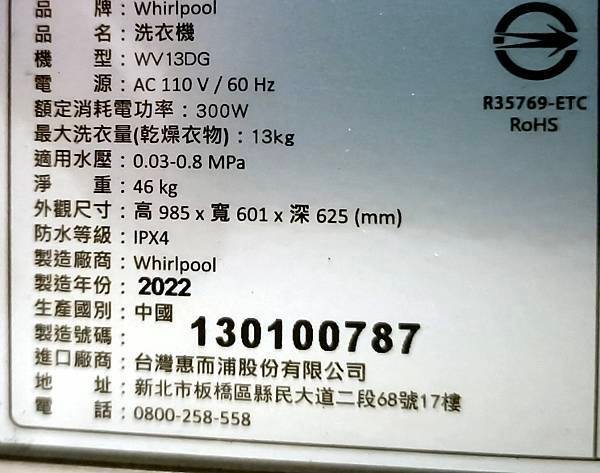 品 牌：Whirlpool
品 名：洗衣機
機 型：WV13DG
電 源：AC 110 V / 60 Hz
額定消耗電功率：300W
最大洗衣量(乾燥衣物)：13kg
適用水壓：0.03-0.8 MPa
淨 重：46 kg
外觀尺寸：高 985 x 寬 601 x 深 625 (mm)
防水等級：IPX4
製造廠商：Whirlpool
製造年份：2022
生產國別：中國
製造號碼：130100787
進口廠商：台灣惠而浦股份有限公司
地 址：新北市板橋區縣民大道二段68號17樓
電 話：0800-258-558
R35769-ETC
RoHS